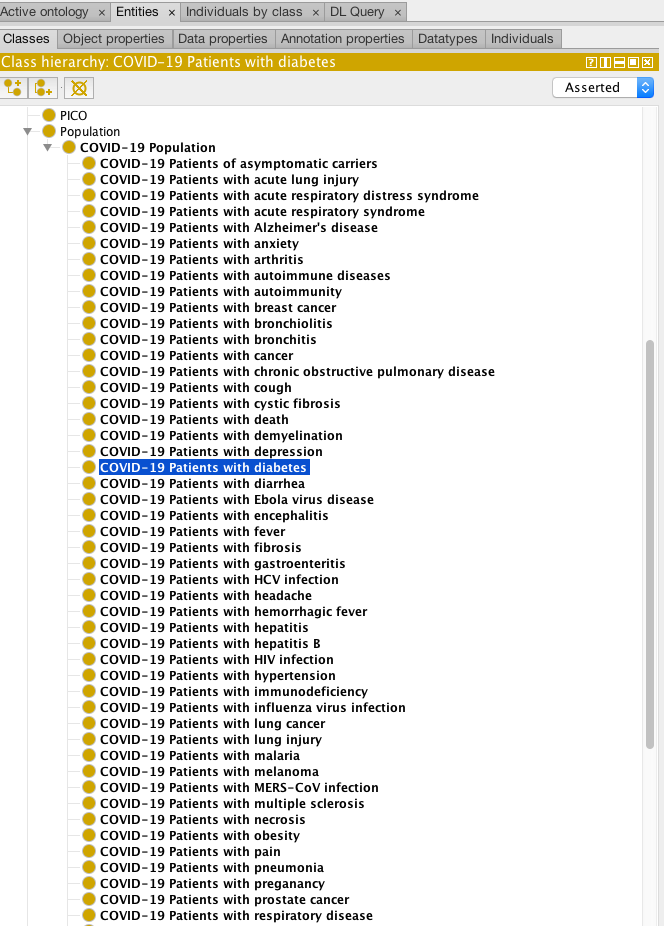 Active ontology × Entities × Individuals by class × DL Query ×
Classes Object properties Data properties Annotation properties Datatypes Individuals
Class hierarchy: COVID-19 Patients with diabetes
Asserted
PICO
Population
COVID-19 Population
COVID-19 Patients of asymptomatic carriers
COVID-19 Patients with acute lung injury
COVID-19 Patients with acute respiratory distress syndrome
COVID-19 Patients with acute respiratory syndrome
COVID-19 Patients with Alzheimer's disease
COVID-19 Patients with anxiety
COVID-19 Patients with arthritis
COVID-19 Patients with autoimmune diseases
COVID-19 Patients with autoimmunity
COVID-19 Patients with breast cancer
COVID-19 Patients with bronchiolitis
COVID-19 Patients with bronchitis
COVID-19 Patients with cancer
COVID-19 Patients with chronic obstructive pulmonary disease
COVID-19 Patients with cough
COVID-19 Patients with cystic fibrosis
COVID-19 Patients with death
COVID-19 Patients with demyelination
COVID-19 Patients with depression
COVID-19 Patients with diabetes
COVID-19 Patients with diarrhea
COVID-19 Patients with Ebola virus disease
COVID-19 Patients with encephalitis
COVID-19 Patients with fever
COVID-19 Patients with fibrosis
COVID-19 Patients with gastroenteritis
COVID-19 Patients with HCV infection
COVID-19 Patients with headache
COVID-19 Patients with hemorrhagic fever
COVID-19 Patients with hepatitis
COVID-19 Patients with hepatitis B
COVID-19 Patients with HIV infection
COVID-19 Patients with hypertension
COVID-19 Patients with immunodeficiency
COVID-19 Patients with influenza virus infection
COVID-19 Patients with lung cancer
COVID-19 Patients with lung injury
COVID-19 Patients with malaria
COVID-19 Patients with melanoma
COVID-19 Patients with MERS-CoV infection
COVID-19 Patients with multiple sclerosis
COVID-19 Patients with necrosis
COVID-19 Patients with obesity
COVID-19 Patients with pain
COVID-19 Patients with pneumonia
COVID-19 Patients with preganancy
COVID-19 Patients with prostate cancer
COVID-19 Patients with respiratory disease